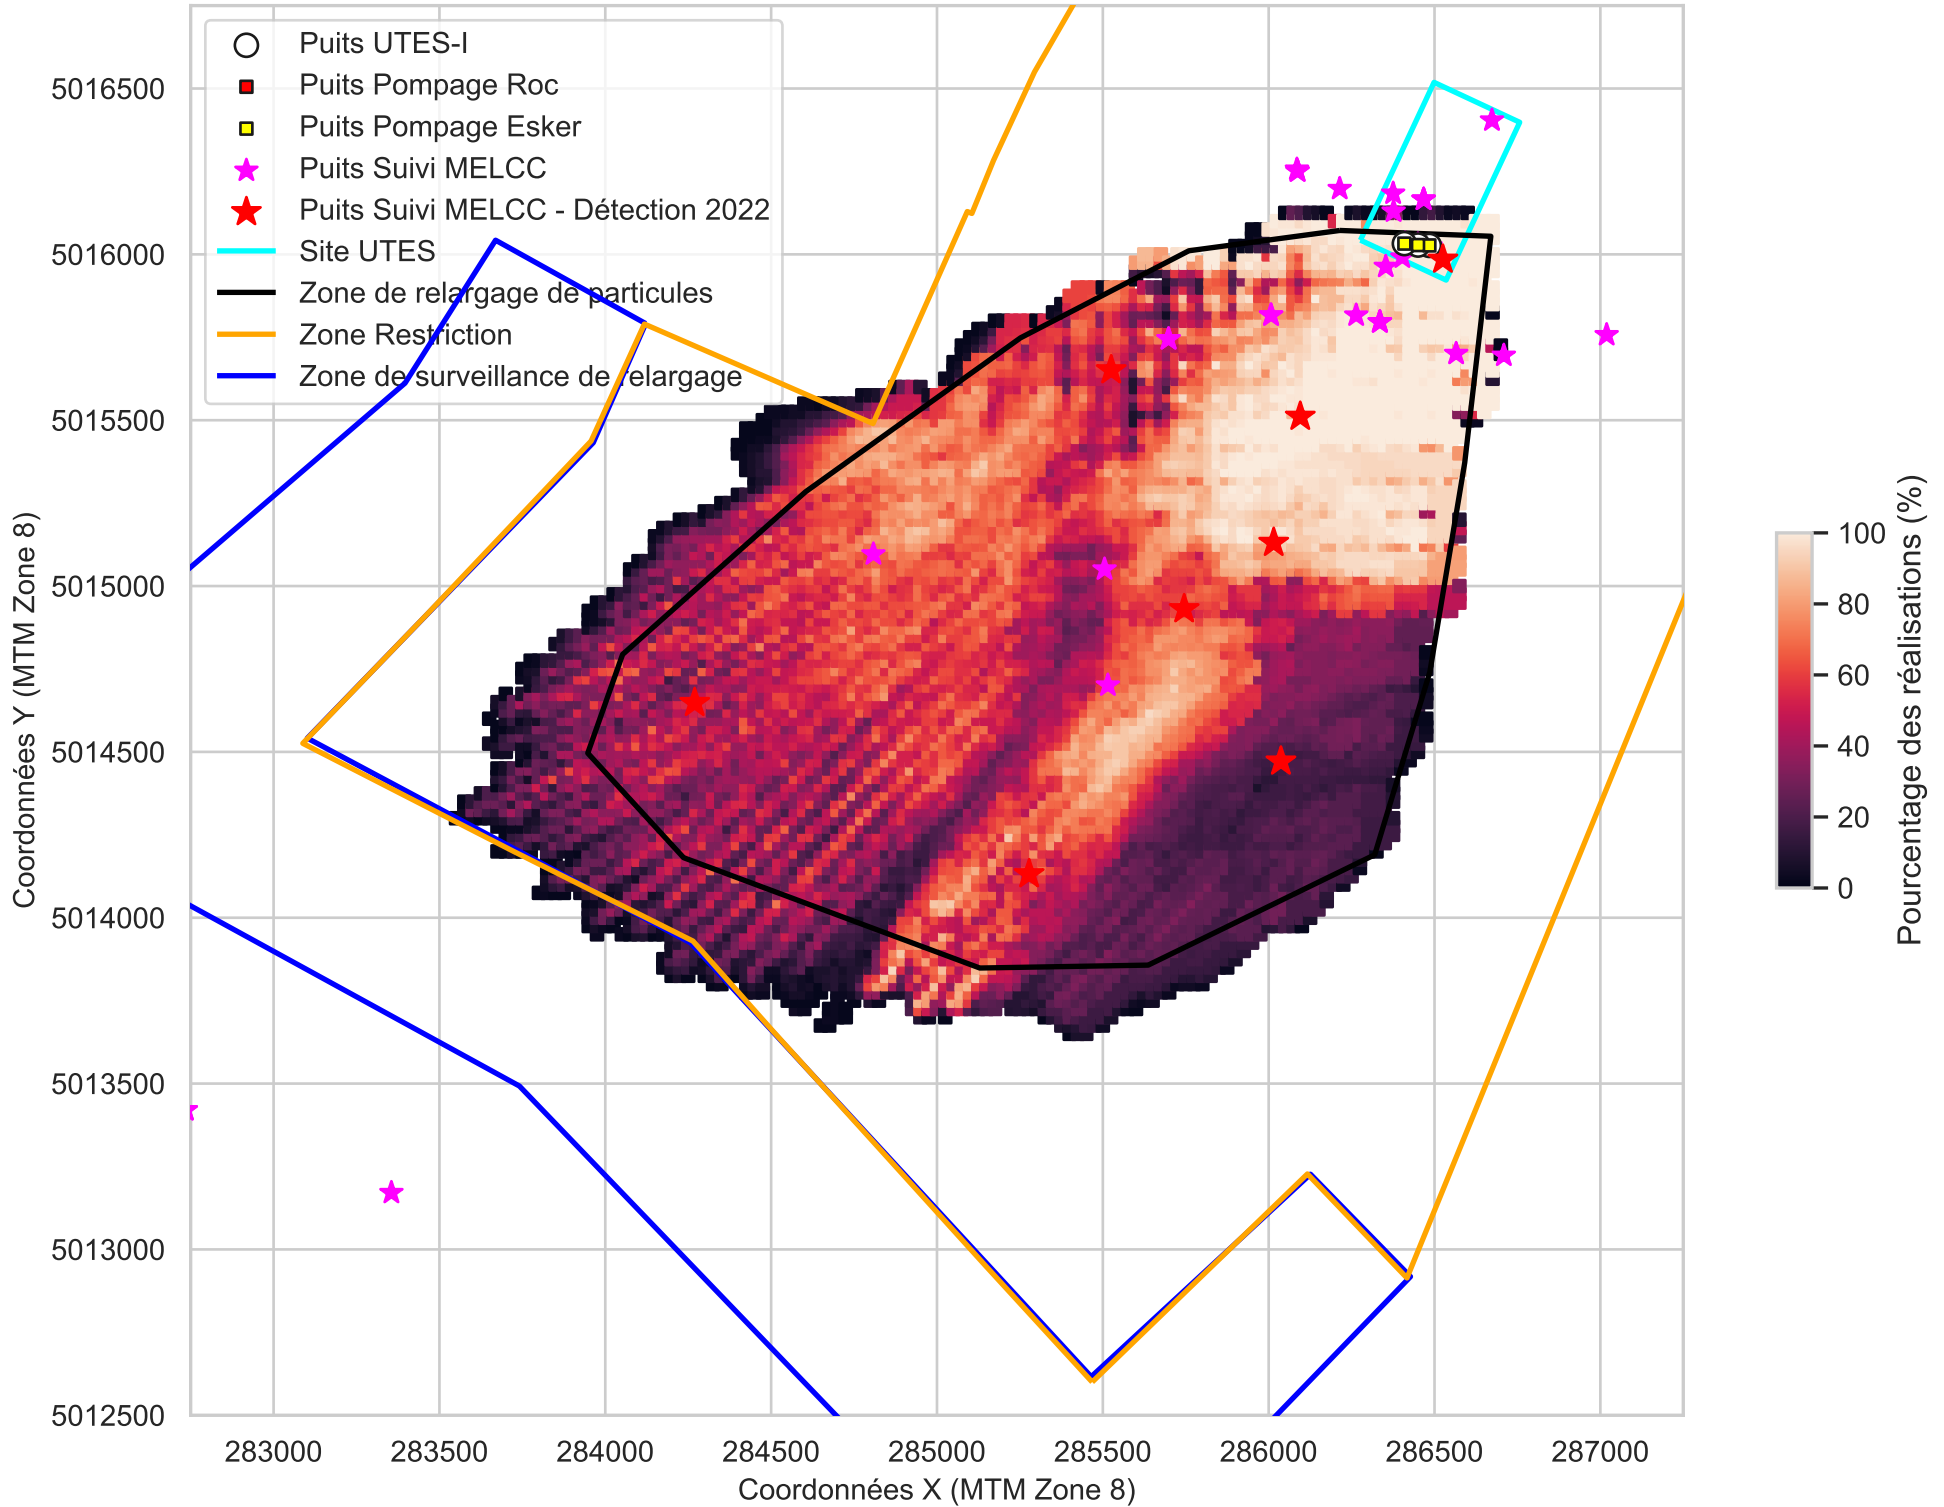 Puits UTES-I
Puits Pompage Roc
Puits Pompage Esker
Puits Suivi MELCC
Puits Suivi MELCC - Détection 2022
Site UTES
Zone de relargage de particules
Zone Restriction
Zone de surveillance de relargage
5016500
5016000
5015500
5015000
5014500
5014000
5013500
5013000
5012500
Coordonnées Y (MTM Zone 8)
283000 283500 284000 284500 285000 285500 286000 286500 287000
Coordonnées X (MTM Zone 8)
100
80
60
40
20
0
Pourcentage des réalisations (%)